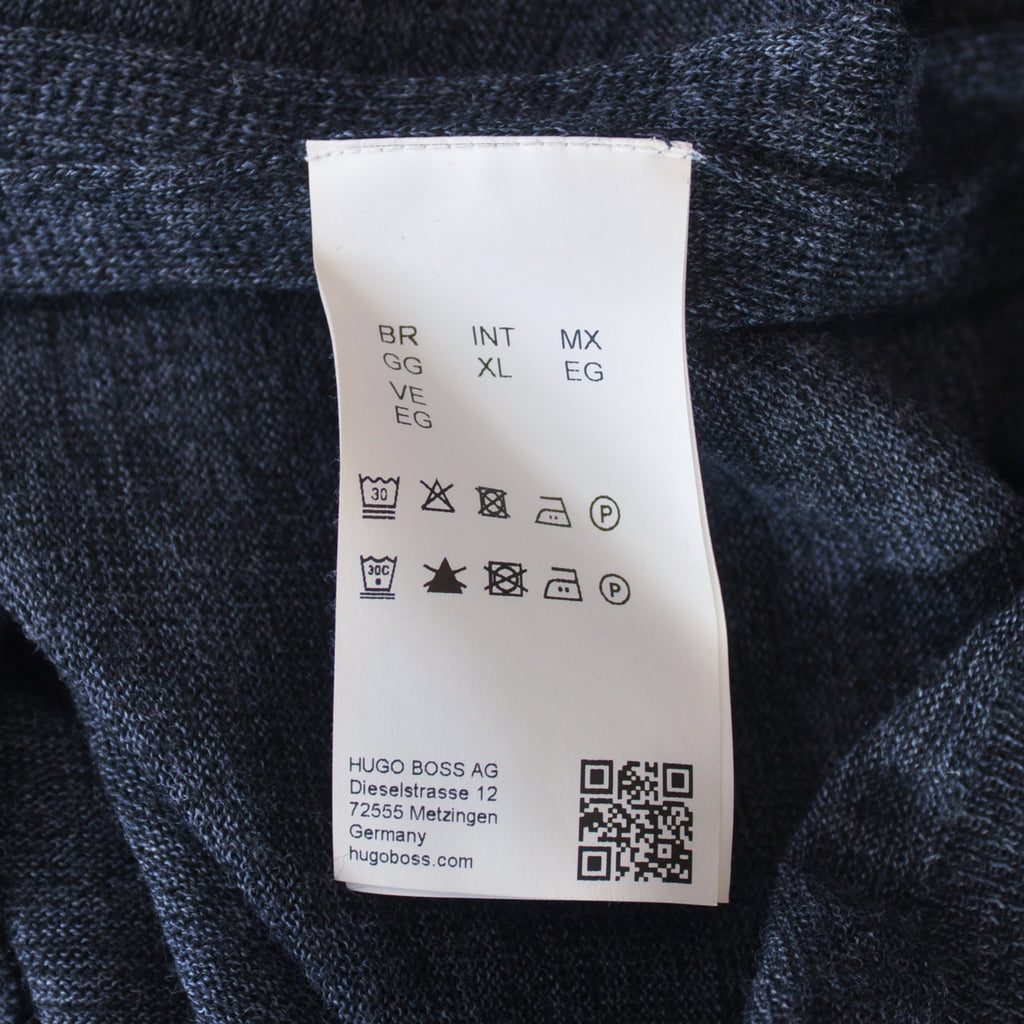 BR INT MX
GG XL EG
VE
EG
30 P
30C P
HUGO BOSS AG
Dieselstrasse 12
72555 Metzingen
Germany
hugoboss.com